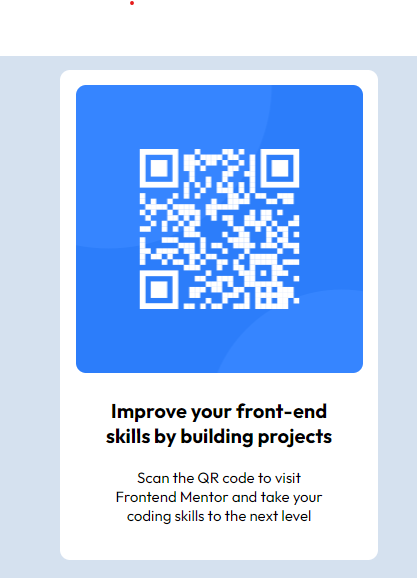 Improve your front-end
skills by building projects
Scan the QR code to visit
Frontend Mentor and take your
coding skills to the next level